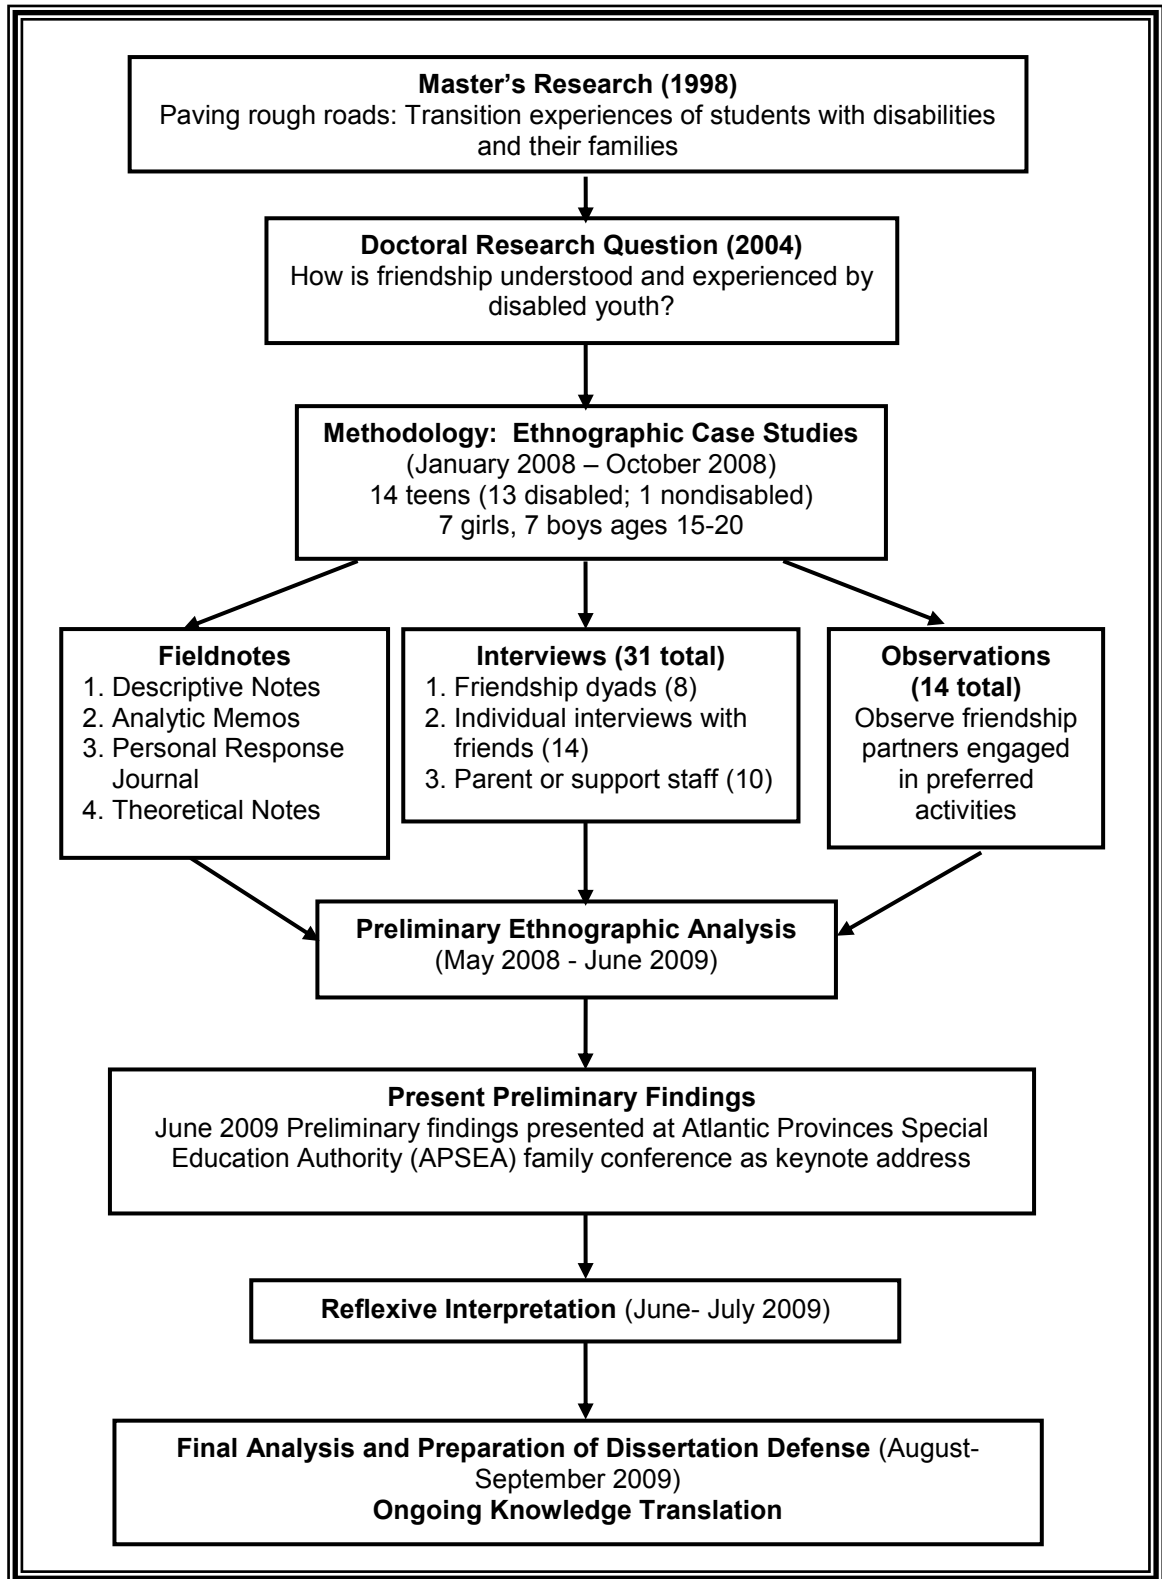 Master’s Research (1998)
Paving rough roads: Transition experiences of students with disabilities
and their families
Doctoral Research Question (2004)
How is friendship understood and experienced by
disabled youth?
Methodology:  Ethnographic Case Studies
(January 2008 – October 2008)
14 teens (13 disabled; 1 nondisabled)
7 girls, 7 boys ages 15-20
Fieldnotes
1. Descriptive Notes
2. Analytic Memos
3. Personal Response
Journal
4. Theoretical Notes
Interviews (31 total)
1. Friendship dyads (8)
2. Individual interviews with
friends (14)
3. Parent or support staff (10)
Observations
(14 total)
Observe friendship
partners engaged
in preferred
activities
Preliminary Ethnographic Analysis
(May 2008 - June 2009)
Present Preliminary Findings
June 2009 Preliminary findings presented at Atlantic Provinces Special
Education Authority (APSEA) family conference as keynote address
Reflexive Interpretation (June- July 2009)
Final Analysis and Preparation of Dissertation Defense (August-
September 2009)
Ongoing Knowledge Translation